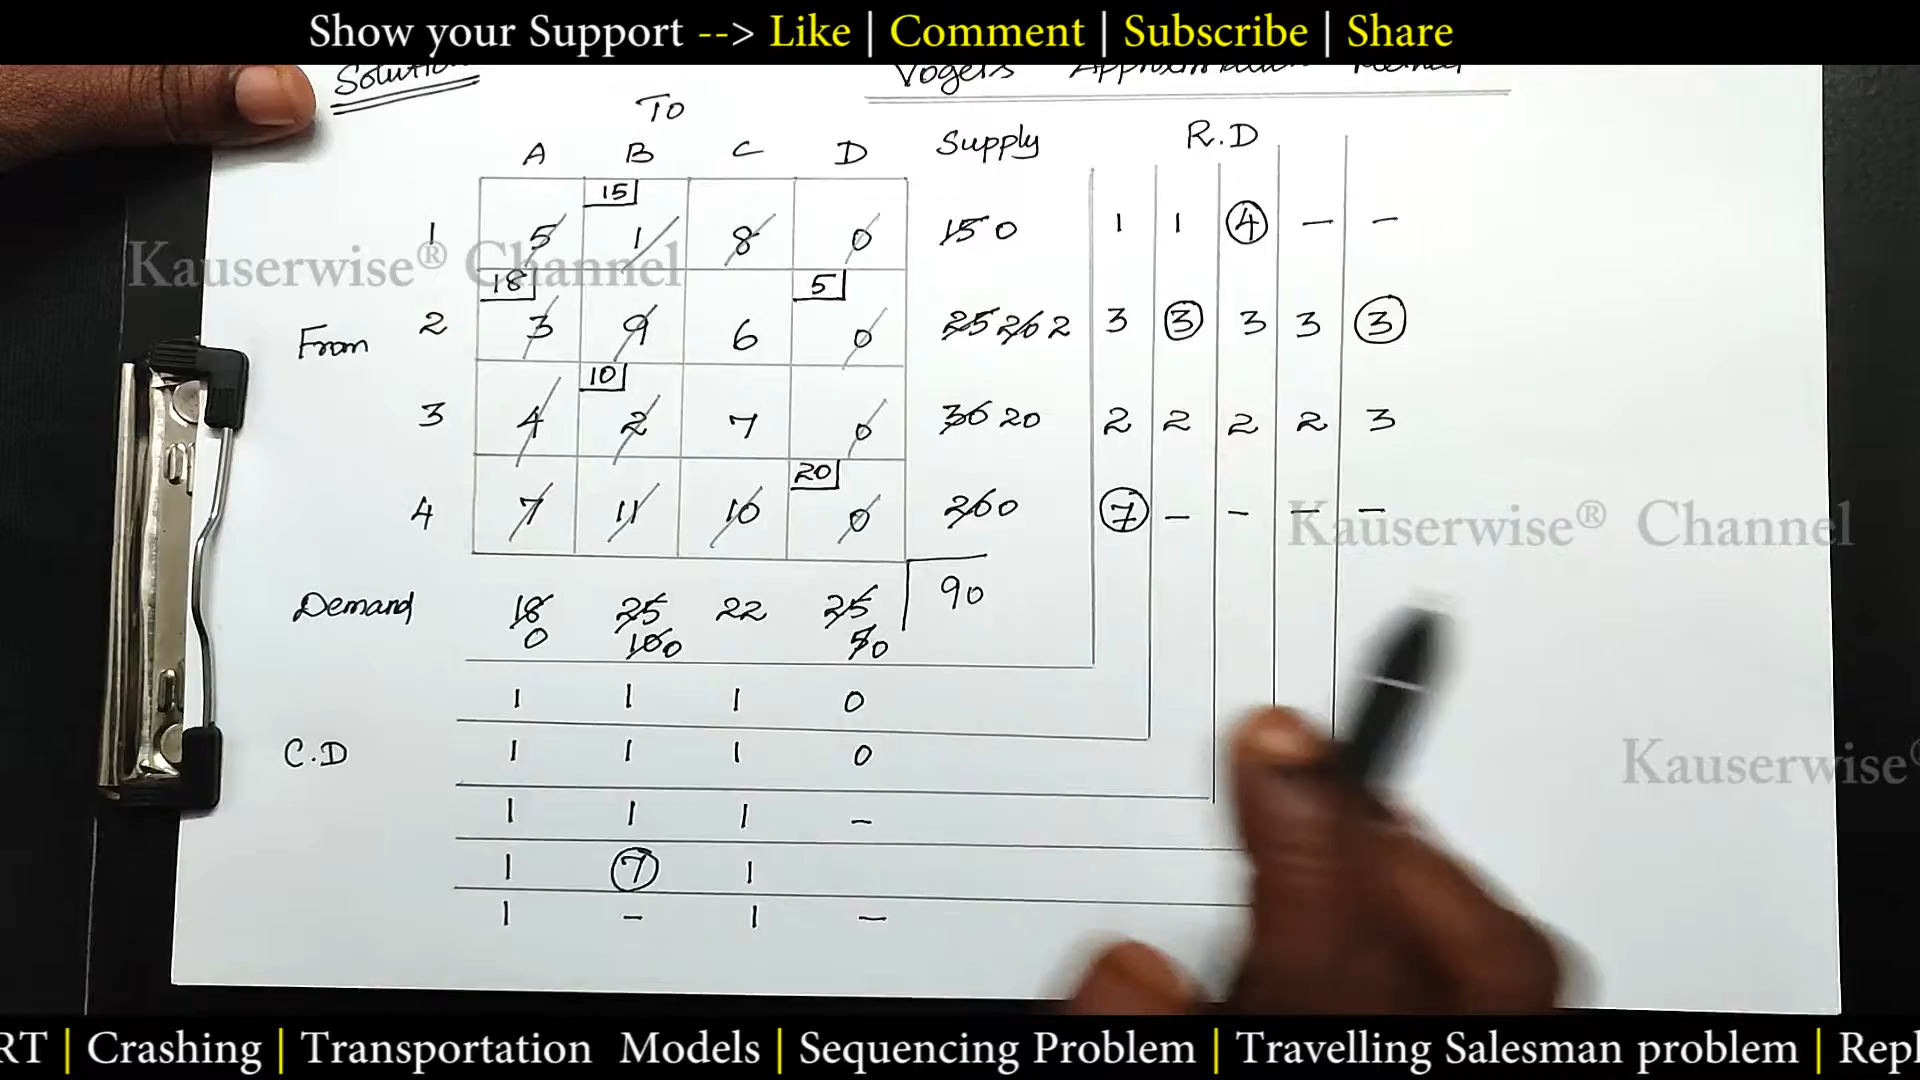 Show your Support --> Like | Comment | Subscribe | Share
Solution
Vogel's Approximation Method
TO
A B C D Supply R.D
15
1 5 1 8 0 15 0 1 1 4 – –
Kauserwise® Channel
18 5
From 2 3 9 6 0 25 20 2 3 3 3 3 3
10
3 4 2 7 0 30 20 2 2 2 2 3
20
4 7 11 10 0 20 0 7 – – – –
Kauserwise® Channel
Demand 18 25 22 25 90
0 10 0 5 0
1 1 1 0
C.D 1 1 1 0
Kauserwise®
1 1 1 –
1 7 1
1 – 1 –
RT | Crashing | Transportation Models | Sequencing Problem | Travelling Salesman problem | Repl